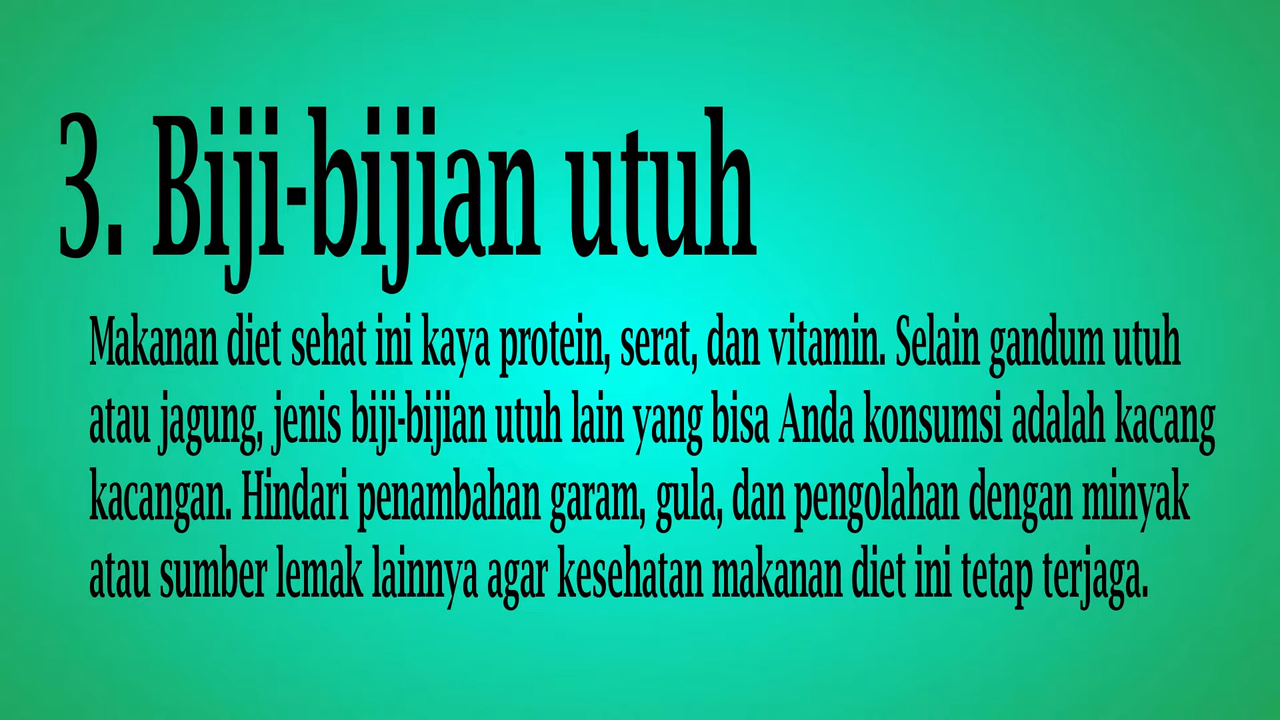 3. Biji-bijian utuh
Makanan diet sehat ini kaya protein, serat, dan vitamin. Selain gandum utuh
atau jagung, jenis biji-bijian utuh lain yang bisa Anda konsumsi adalah kacang
kacangan. Hindari penambahan garam, gula, dan pengolahan dengan minyak
atau sumber lemak lainnya agar kesehatan makanan diet ini tetap terjaga.